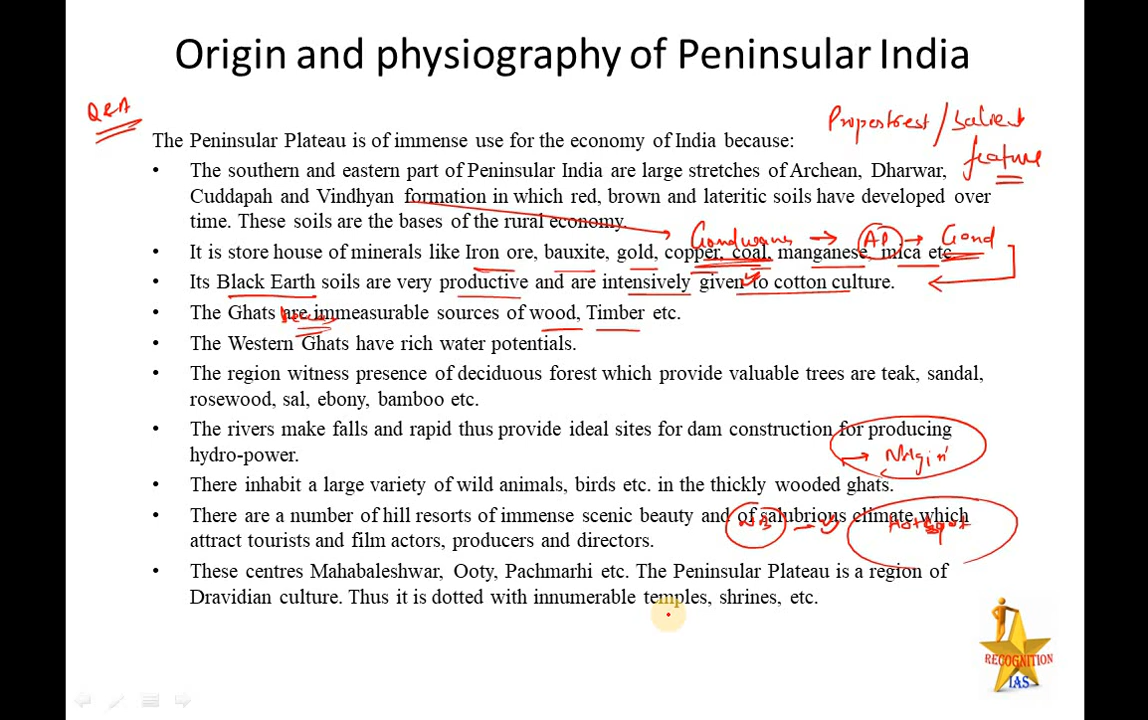 Origin and physiography of Peninsular India
Q&A
Properties / Salient
feature
The Peninsular Plateau is of immense use for the economy of India because:
• The southern and eastern part of Peninsular India are large stretches of Archean, Dharwar,
Cuddapah and Vindhyan formation in which red, brown and lateritic soils have developed over
time. These soils are the bases of the rural economy.
Gondwana → AP → Gond
• It is store house of minerals like Iron ore, bauxite, gold, copper, coal, manganese, mica etc
• Its Black Earth soils are very productive and are intensively given to cotton culture.
• The Ghats are immeasurable sources of wood, Timber etc.
• The Western Ghats have rich water potentials.
• The region witness presence of deciduous forest which provide valuable trees are teak, sandal,
rosewood, sal, ebony, bamboo etc.
• The rivers make falls and rapid thus provide ideal sites for dam construction for producing
hydro-power.
→ Nilgiri
• There inhabit a large variety of wild animals, birds etc. in the thickly wooded ghats.
• There are a number of hill resorts of immense scenic beauty and of salubrious climate which
Hotspot
attract tourists and film actors, producers and directors.
• These centres Mahabaleshwar, Ooty, Pachmarhi etc. The Peninsular Plateau is a region of
Dravidian culture. Thus it is dotted with innumerable temples, shrines, etc.
RECOGNITION
IAS